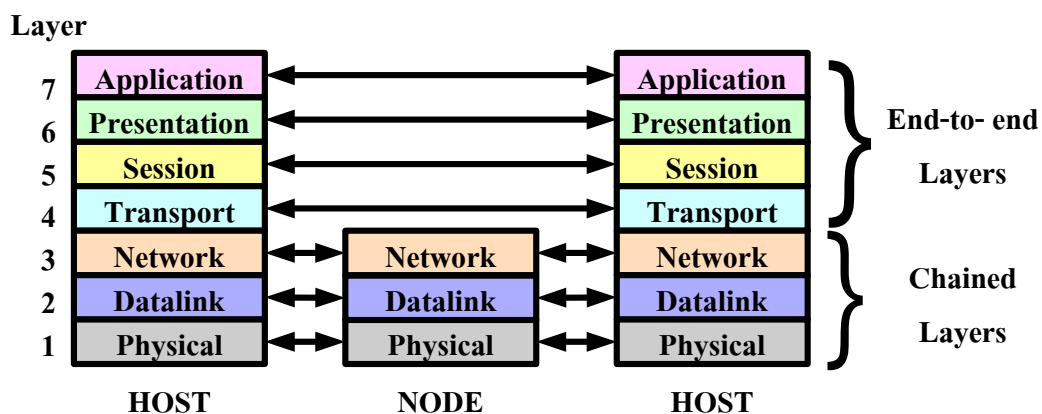 Layer
7 Application Application
6 Presentation Presentation
5 Session Session
4 Transport Transport
End-to- end
Layers
3 Network Network Network
2 Datalink Datalink Datalink
1 Physical Physical Physical
Chained
Layers
HOST NODE HOST